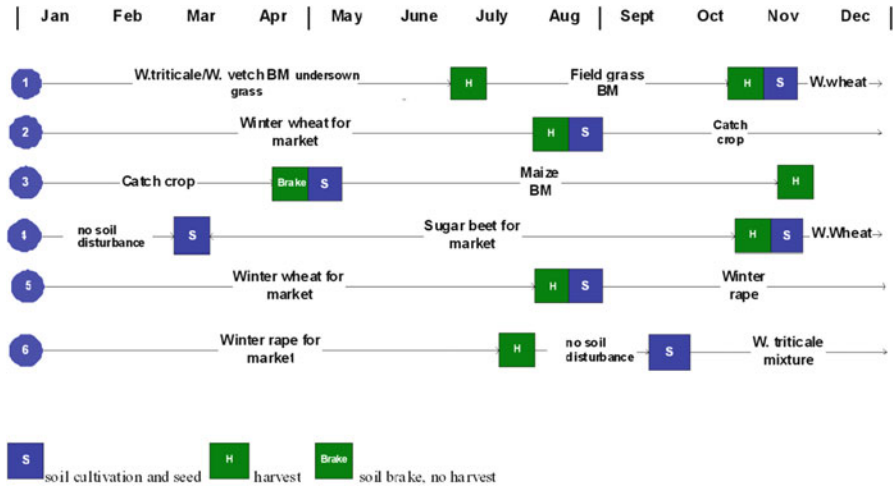 | Jan Feb Mar Apr | May June July Aug | Sept Oct Nov Dec |
1 W.triticale/W. vetch BM undersown H Field grass H S W.wheat
grass BM
2 Winter wheat for H S Catch
market crop
3 Catch crop Brake S Maize H
BM
4 no soil S Sugar beet for H S W.Wheat
disturbance market
5 Winter wheat for H S Winter
market rape
6 Winter rape for H no soil S W. triticale
market disturbance mixture
S soil cultivation and seed H harvest Brake soil brake, no harvest